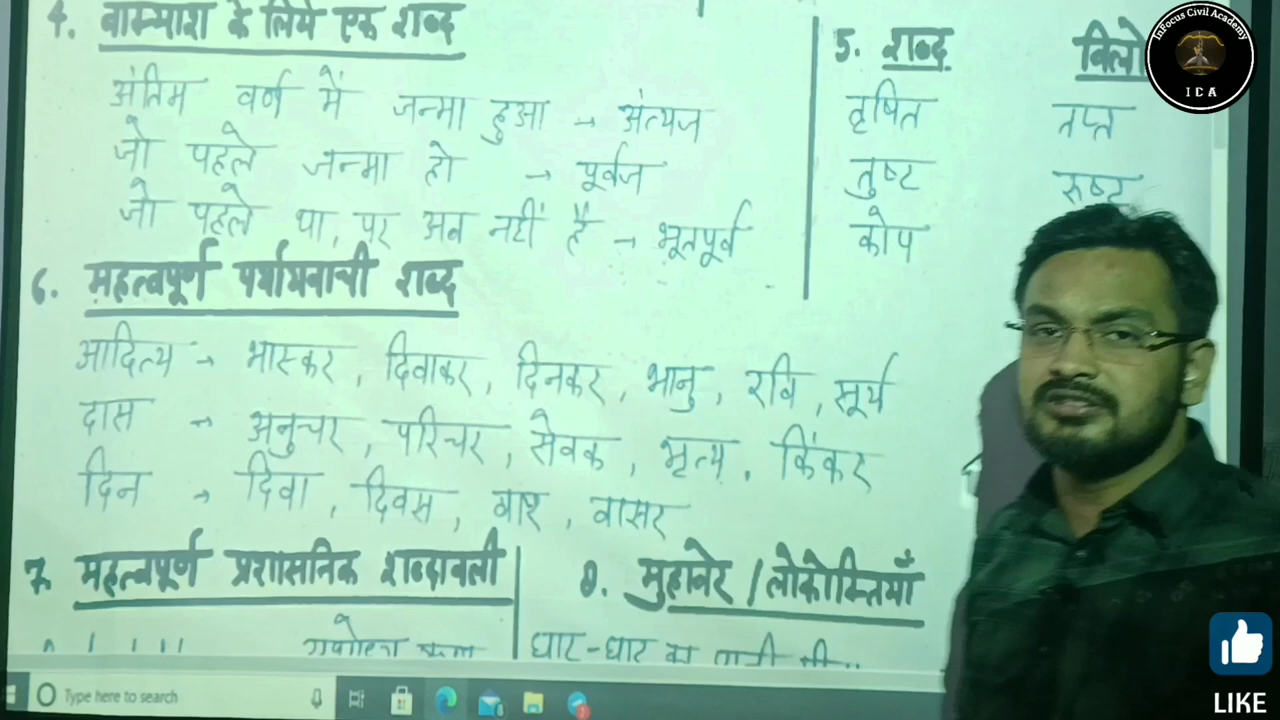 4. वाक्यांश के लिये एक शब्द
अंतिम वर्ण में जन्मा हुआ → अंत्यज
जो पहले जन्मा हो → पूर्वज
जो पहले था, पर अब नहीं है → भूतपूर्व
5. शब्द विलो
तृषित तप्त
तुष्ट रुष्ट
कोप
6. महत्वपूर्ण पर्यायवाची शब्द
आदित्य → भास्कर, दिवाकर, दिनकर, भानु, रवि, सूर्य
दास → अनुचर, परिचर, सेवक, भृत्य, किंकर
दिन → दिवा, दिवस, वार, वासर
7. महत्वपूर्ण प्रशासनिक शब्दावली
8. मुहावरे / लोकोक्तियाँ
घाट-घाट का पानी
Type here to search
InFocus Civil Academy
ICA
LIKE